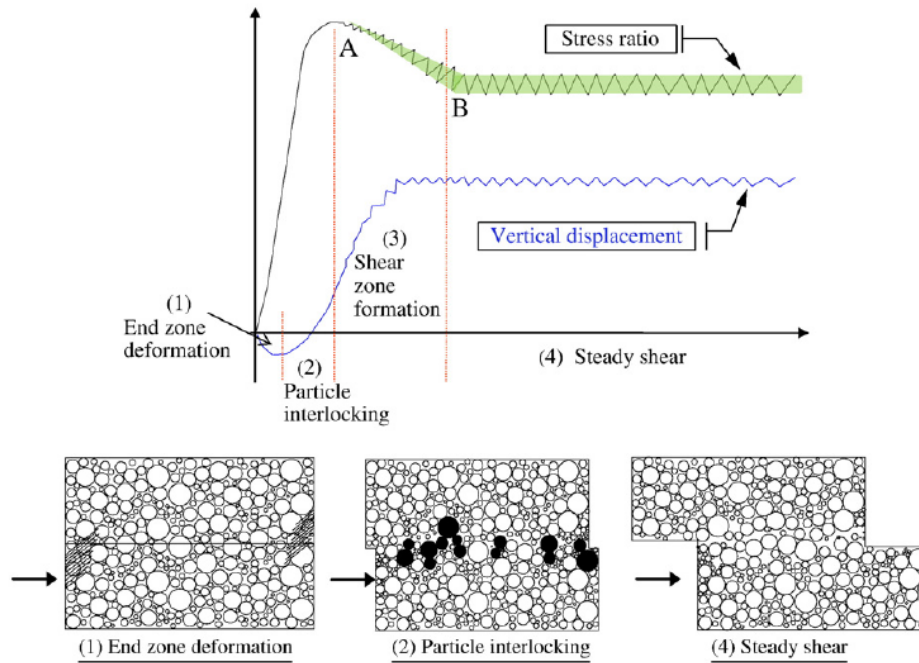 A
Stress ratio
B
Vertical displacement
(3)
Shear
zone
formation
(1)
End zone
deformation
(2)
Particle
interlocking
(4) Steady shear
(1) End zone deformation
(2) Particle interlocking
(4) Steady shear